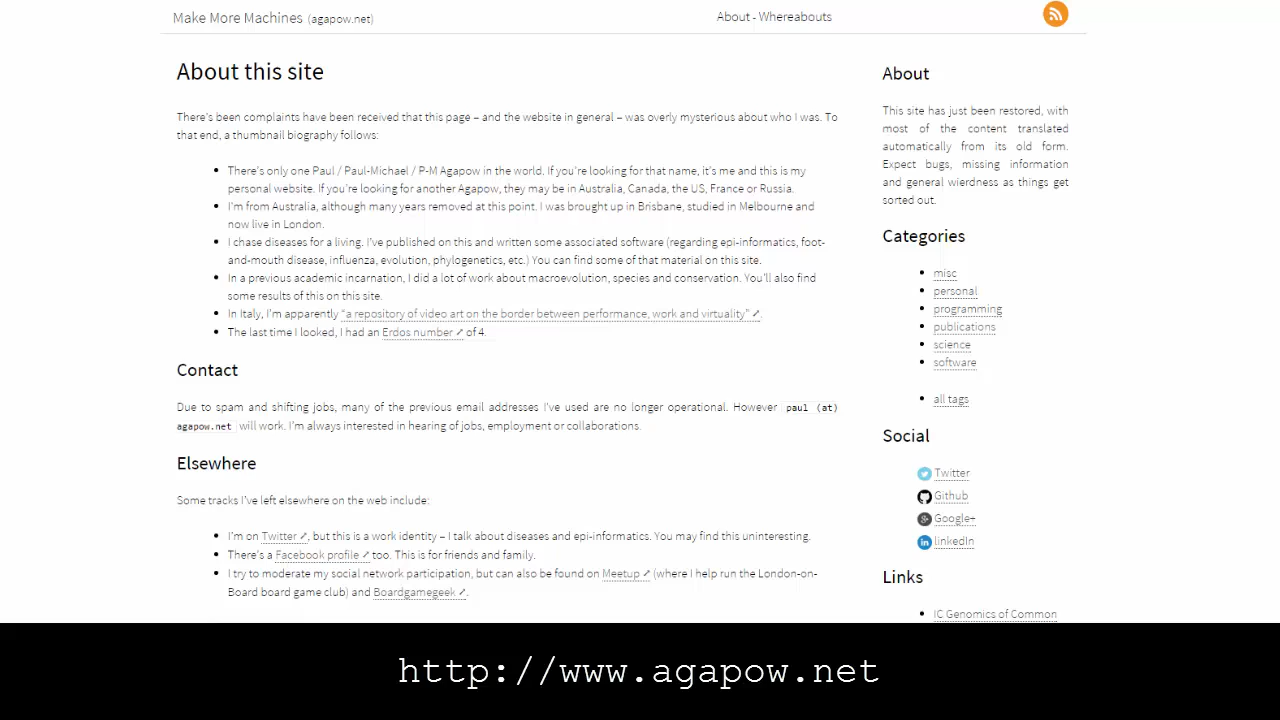 Make More Machines (agapow.net)
About - Whereabouts
About this site
There's been complaints have been received that this page – and the website in general – was overly mysterious about who I was. To
that end, a thumbnail biography follows:
There's only one Paul / Paul-Michael / P-M Agapow in the world. If you're looking for that name, it's me and this is my
personal website. If you're looking for another Agapow, they may be in Australia, Canada, the US, France or Russia.
I'm from Australia, although many years removed at this point. I was brought up in Brisbane, studied in Melbourne and
now live in London.
I chase diseases for a living. I've published on this and written some associated software (regarding epi-informatics, foot-
and-mouth disease, influenza, evolution, phylogenetics, etc.) You can find some of that material on this site.
In a previous academic incarnation, I did a lot of work about macroevolution, species and conservation. You'll also find
some results of this on this site.
In Italy, I'm apparently "a repository of video art on the border between performance, work and virtuality".
The last time I looked, I had an Erdos number of 4.
Contact
Due to spam and shifting jobs, many of the previous email addresses I've used are no longer operational. However paul (at)
agapow.net will work. I'm always interested in hearing of jobs, employment or collaborations.
Elsewhere
Some tracks I've left elsewhere on the web include:
I'm on Twitter, but this is a work identity – I talk about diseases and epi-informatics. You may find this uninteresting.
There's a Facebook profile too. This is for friends and family.
I try to moderate my social network participation, but can also be found on Meetup (where I help run the London-on-
Board board game club) and Boardgamegeek.
About
This site has just been restored, with
most of the content translated
automatically from its old form.
Expect bugs, missing information
and general wierdness as things get
sorted out.
Categories
misc
personal
programming
publications
science
software
all tags
Social
Twitter
Github
Google+
linkedIn
Links
IC Genomics of Common
http://www.agapow.net